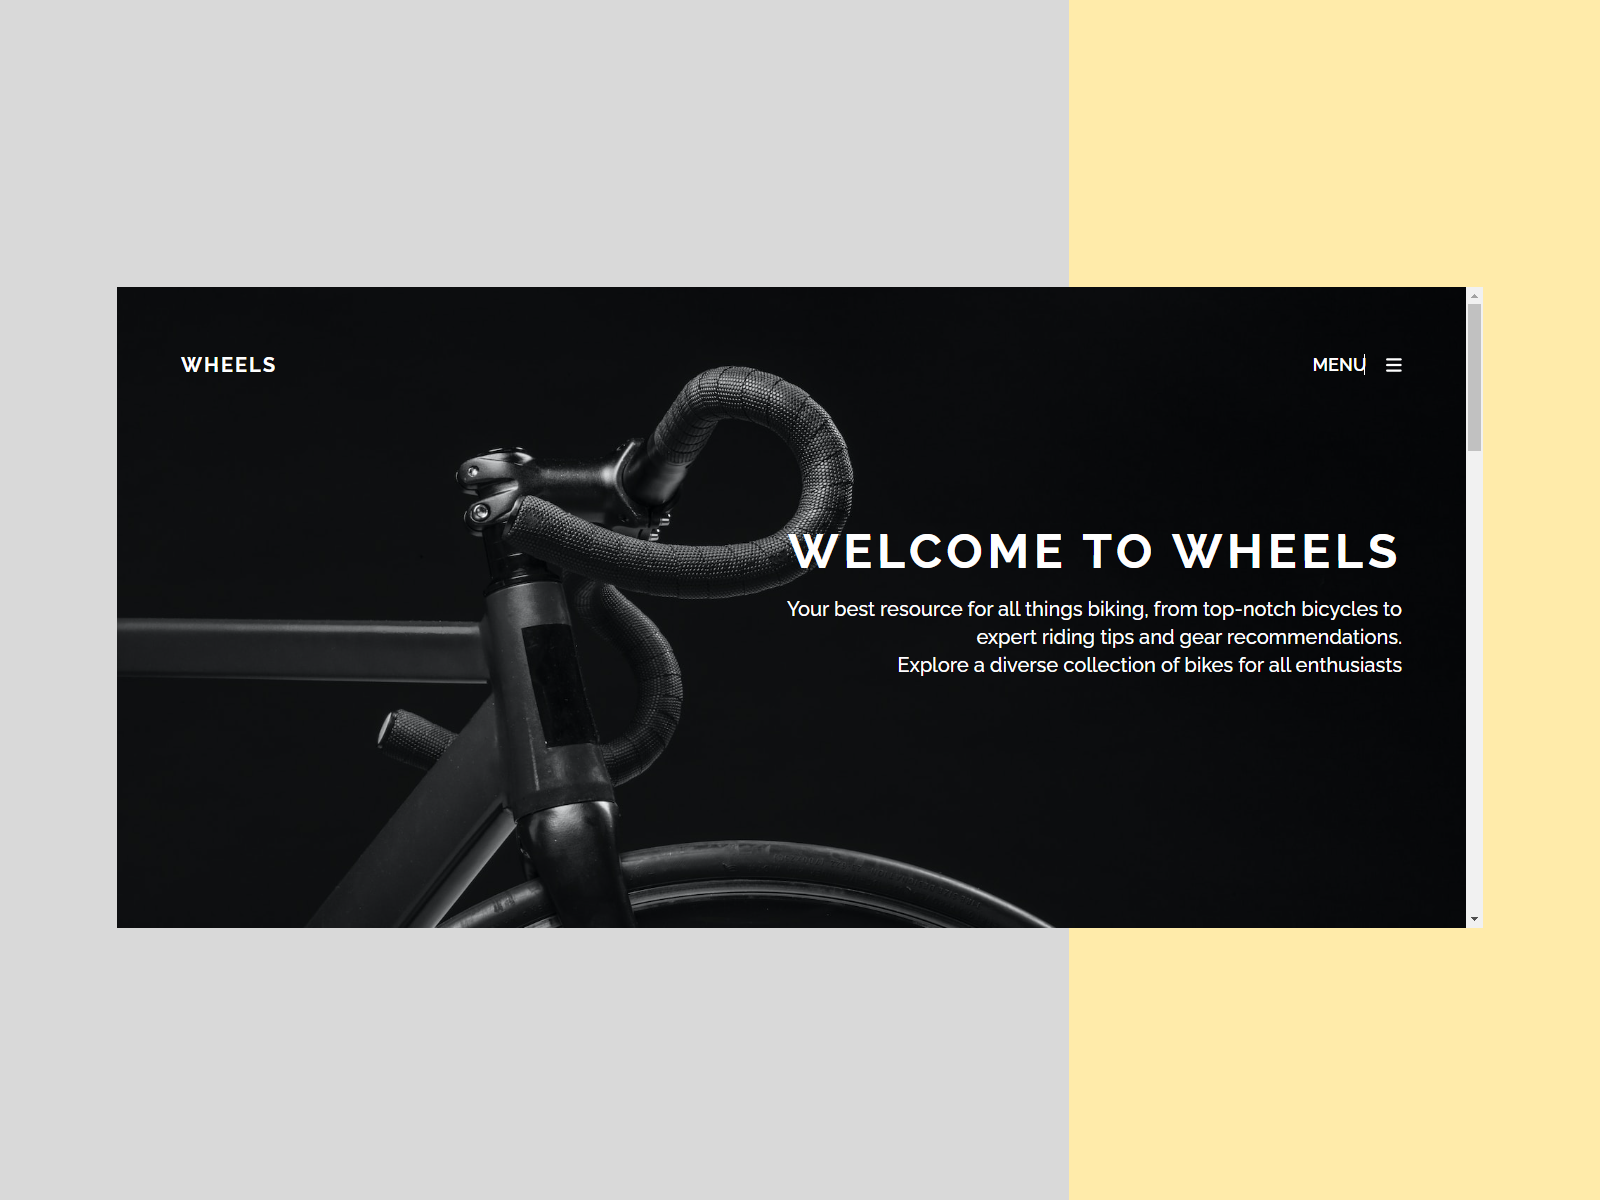 WHEELS
MENU
WELCOME TO WHEELS
Your best resource for all things biking, from top-notch bicycles to
expert riding tips and gear recommendations.
Explore a diverse collection of bikes for all enthusiasts